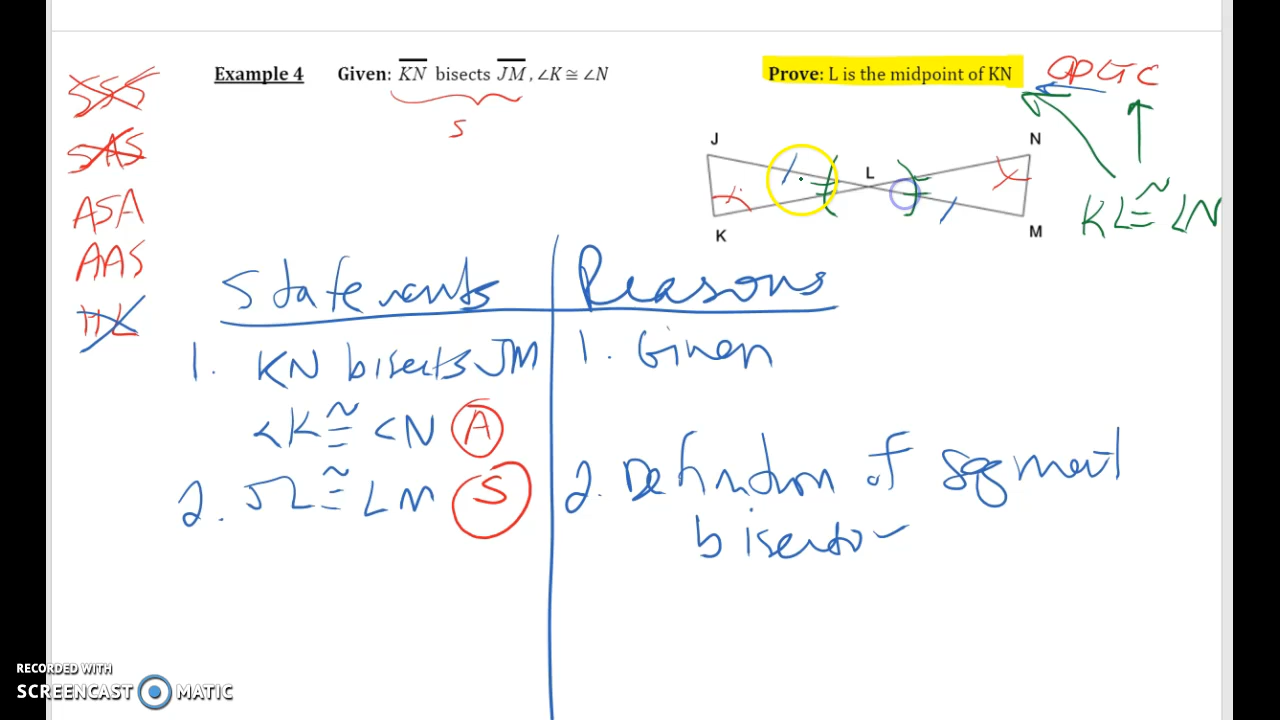 Example 4 Given: KN bisects JM, ∠K ≅ ∠N
Prove: L is the midpoint of KN
CPCTC
S
SSS
SAS
ASA
AAS
HL
J
N
L
K
M
KL ≅ LN
Statements Reasons
1. KN bisects JM 1. Given
<K ≅ <N A
2. JL ≅ LM S 2. Definition of segment
bisector
RECORDED WITH
SCREENCAST MATIC